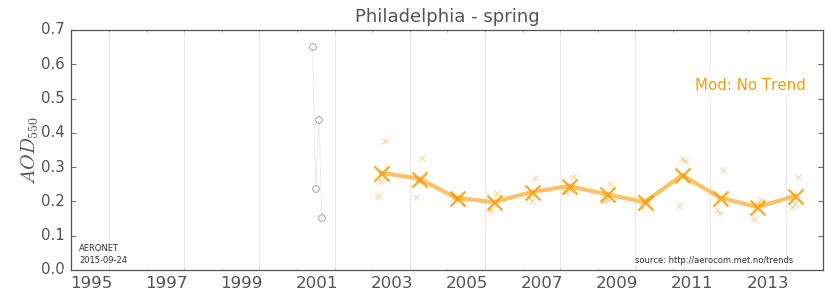 Philadelphia - spring
0.7
0.6
0.5
0.4
0.3
0.2
0.1
0.0
AOD550
Mod: No Trend
AERONET
2015-09-24
source: http://aerocom.met.no/trends
1995 1997 1999 2001 2003 2005 2007 2009 2011 2013